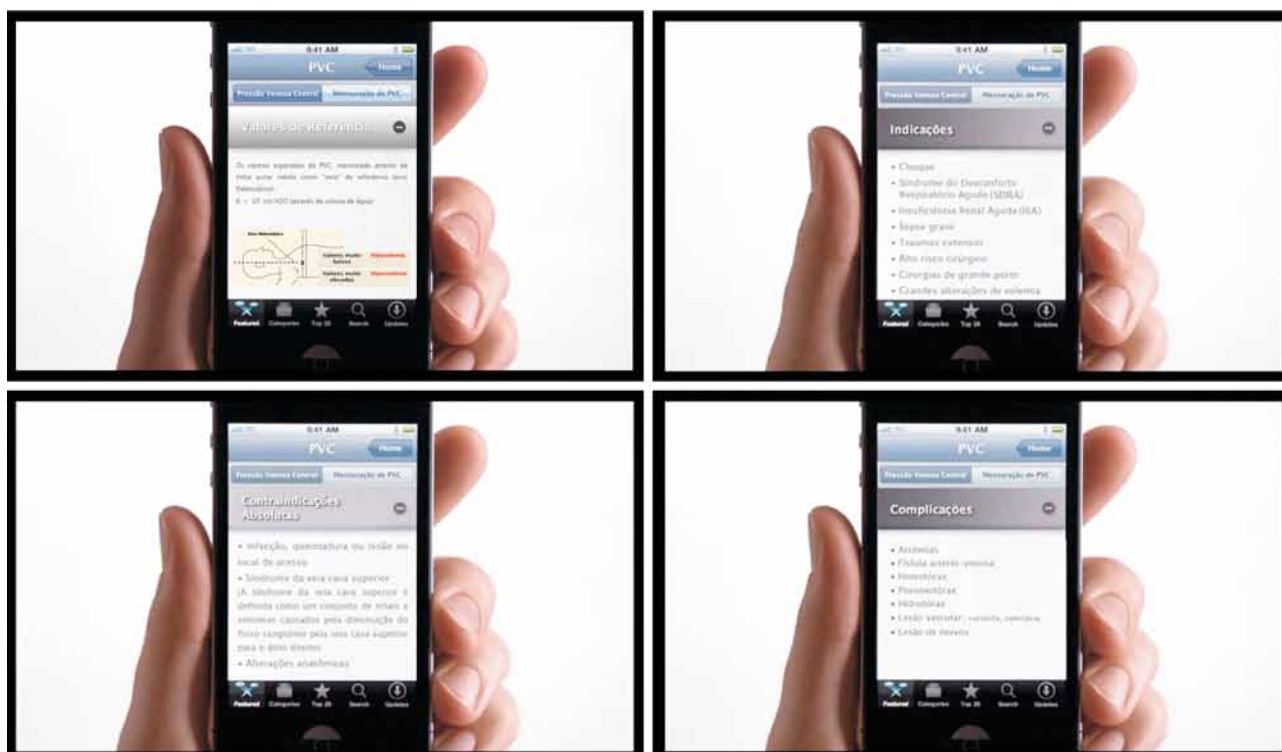 9:41 AM
PVC
Home
Pressão Venosa Central
Mensuração da PVC
Valores de Referênci...
Os valores esperados da PVC, mensurada através da
linha axilar média como "zero" de referência
cm H2O (através da coluna de água)
Valores muito baixos
Hipovolemia
Valores muito elevados
Hipervolemia
Featured
Categories
Top 25
Search
Updates
9:41 AM
PVC
Home
Pressão Venosa Central
Mensuração da PVC
Indicações
• Choque
• Síndrome do Desconforto
Respiratório Agudo (SDRA)
• Insuficiência Renal Aguda (IRA)
• Sepse grave
• Traumas extensos
• Alto risco cirúrgico
• Cirurgias de grande porte
• Grandes alterações de volemia
Featured
Categories
Top 25
Search
Updates
9:41 AM
PVC
Home
Pressão Venosa Central
Mensuração da PVC
Contraindicações
Absolutas
• Infecção, queimadura ou lesão no
local do acesso
• Síndrome da veia cava superior
(A síndrome da veia cava superior é
definida como um conjunto de sinais e
sintomas causados pela diminuição do
fluxo sanguíneo pela veia cava superior
para o átrio direito
• Alterações anatômicas
Featured
Categories
Top 25
Search
Updates
9:41 AM
PVC
Home
Pressão Venosa Central
Mensuração da PVC
Complicações
• Arritmias
• Fístula artério-venosa
• Hemotórax
• Pneumotórax
• Hidrotórax
• Lesão vascular: carótida, subclávia
• Lesão de nervos
Featured
Categories
Top 25
Search
Updates